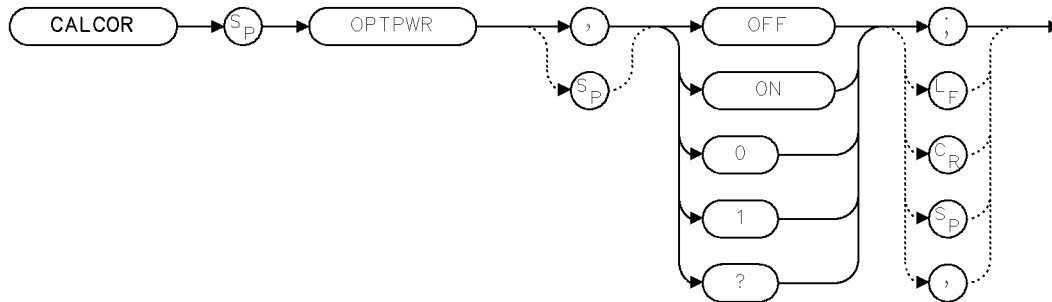 CALCOR SP OPTPWR , OFF ;
SP ON LF
0 CR
1 SP
? ,